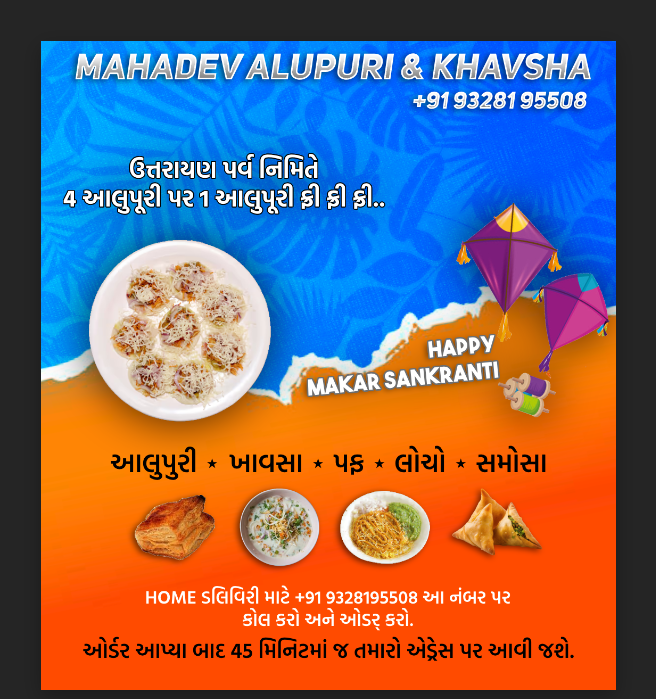 MAHADEV ALUPURI & KHAVSHA
+91 93281 95508
ઉત્તરાયણ પર્વ નિમિતે
4 આલુપૂરી પર 1 આલુપૂરી ફ્રી ફ્રી ફ્રી..
HAPPY
MAKAR SANKRANTI
આલુપુરી ⋆ ખાવસા ⋆ પફ ⋆ લોચો ⋆ સમોસા
HOME ડલિવિરી માટે +91 9328195508 આ નંબર પર
કોલ કરો અને ઓડર્ કરો.
ઓર્ડર આપ્યા બાદ 45 મિનિટમાં જ તમારો એડ્રેસ પર આવી જશે.